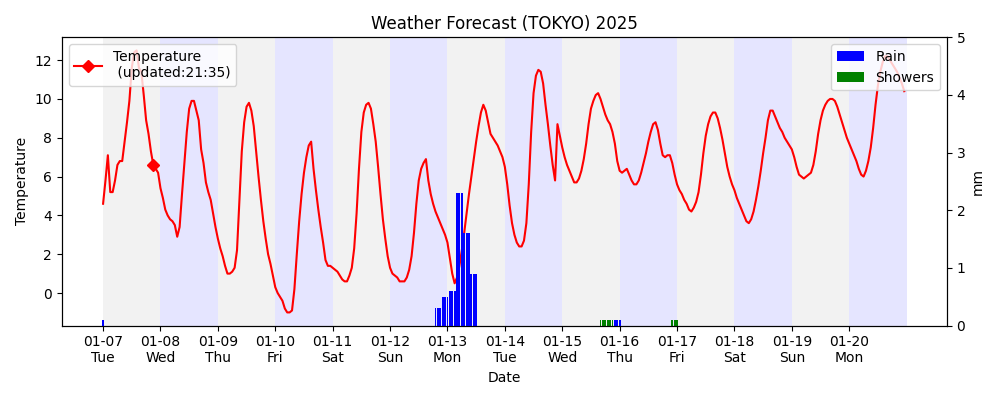 Weather Forecast (TOKYO) 2025
Temperature
(updated:21:35)
Rain
Showers
Temperature
12
10
8
6
4
2
0
5
4
3
2
1
0
mm
01-07 01-08 01-09 01-10 01-11 01-12 01-13 01-14 01-15 01-16 01-17 01-18 01-19 01-20
Tue Wed Thu Fri Sat Sun Mon Tue Wed Thu Fri Sat Sun Mon
Date